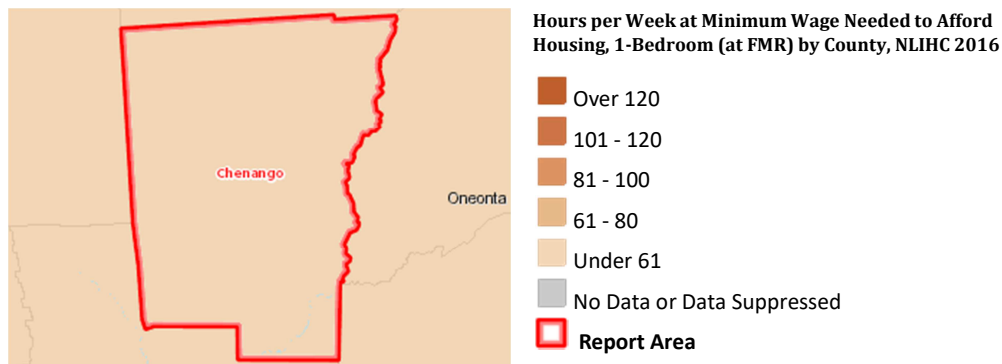 Hours per Week at Minimum Wage Needed to Afford
Housing, 1-Bedroom (at FMR) by County, NLIHC 2016
Over 120
101 - 120
81 - 100
61 - 80
Under 61
No Data or Data Suppressed
Report Area
Chenango
Oneonta